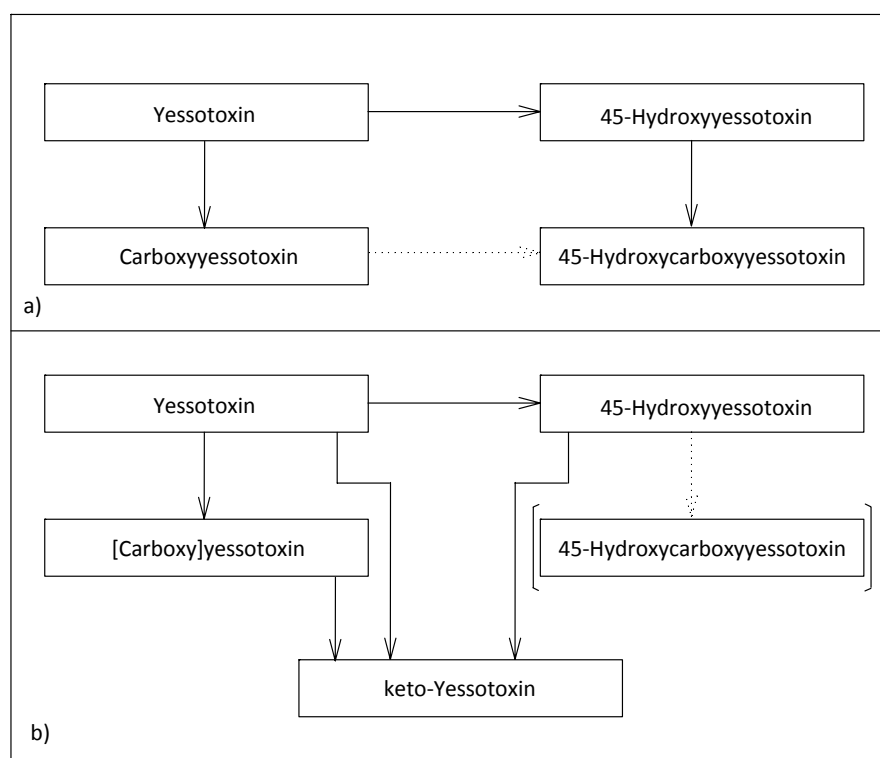 Yessotoxin
45-Hydroxyyessotoxin
Carboxyyessotoxin
45-Hydroxycarboxyyessotoxin
a)
Yessotoxin
45-Hydroxyyessotoxin
[Carboxy]yessotoxin
45-Hydroxycarboxyyessotoxin
keto-Yessotoxin
b)